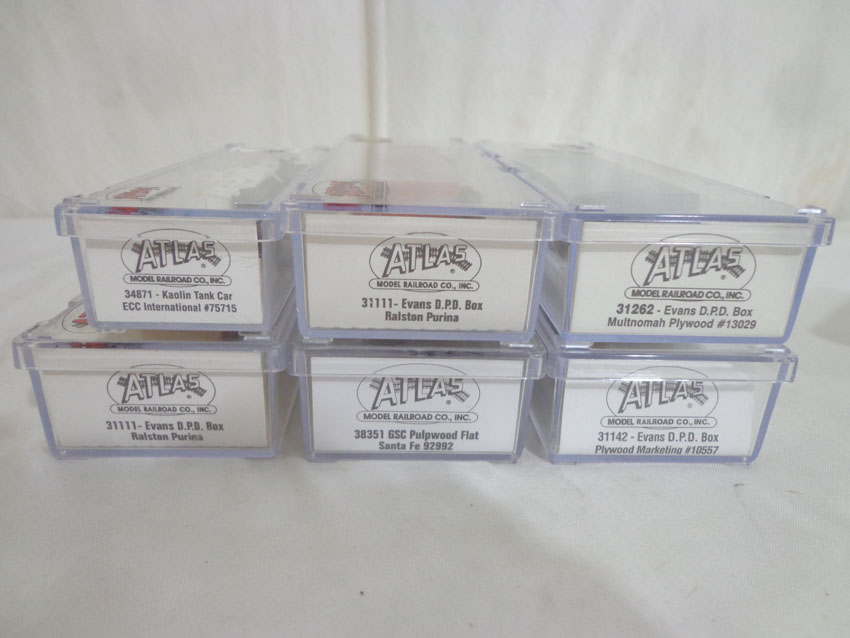 ATLAS
MODEL RAILROAD CO., INC.
34871 - Kaolin Tank Car
ECC International #75715
ATLAS
MODEL RAILROAD CO., INC.
31111- Evans D.P.D. Box
Ralston Purina
ATLAS
MODEL RAILROAD CO., INC.
31262 - Evans D.P.D. Box
Multnomah Plywood #13029
ATLAS
MODEL RAILROAD CO., INC.
31111- Evans D.P.D. Box
Ralston Purina
ATLAS
MODEL RAILROAD CO., INC.
38351 GSC Pulpwood Flat
Santa Fe 92992
ATLAS
MODEL RAILROAD CO., INC.
31142 - Evans D.P.D. Box
Plywood Marketing #10557